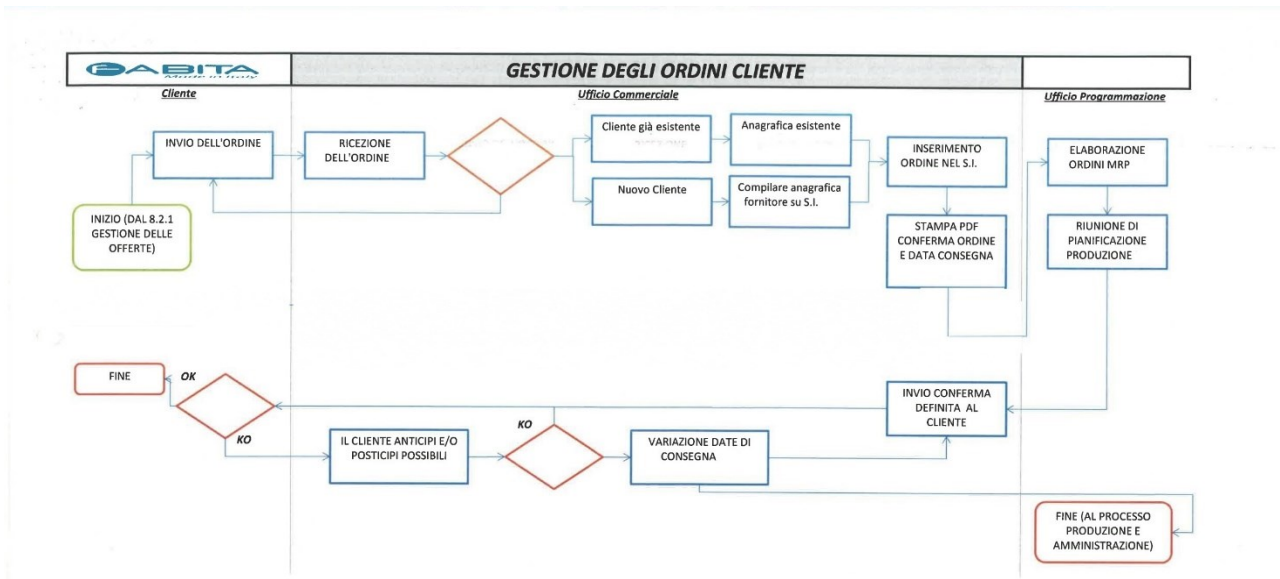 FABITA
Made in Italy
GESTIONE DEGLI ORDINI CLIENTE
Cliente
Ufficio Commerciale
Ufficio Programmazione
INVIO DELL'ORDINE
RICEZIONE
DELL'ORDINE
Cliente già esistente
Anagrafica esistente
INSERIMENTO
ORDINE NEL S.I.
ELABORAZIONE
ORDINI MRP
Nuovo Cliente
Compilare anagrafica
fornitore su S.I.
INIZIO (DAL 8.2.1
GESTIONE DELLE
OFFERTE)
STAMPA PDF
CONFERMA ORDINE
E DATA CONSEGNA
RIUNIONE DI
PIANIFICAZIONE
PRODUZIONE
FINE
OK
INVIO CONFERMA
DEFINITA AL
CLIENTE
KO
IL CLIENTE ANTICIPI E/O
POSTICIPI POSSIBILI
KO
VARIAZIONE DATE DI
CONSEGNA
FINE (AL PROCESSO
PRODUZIONE E
AMMINISTRAZIONE)